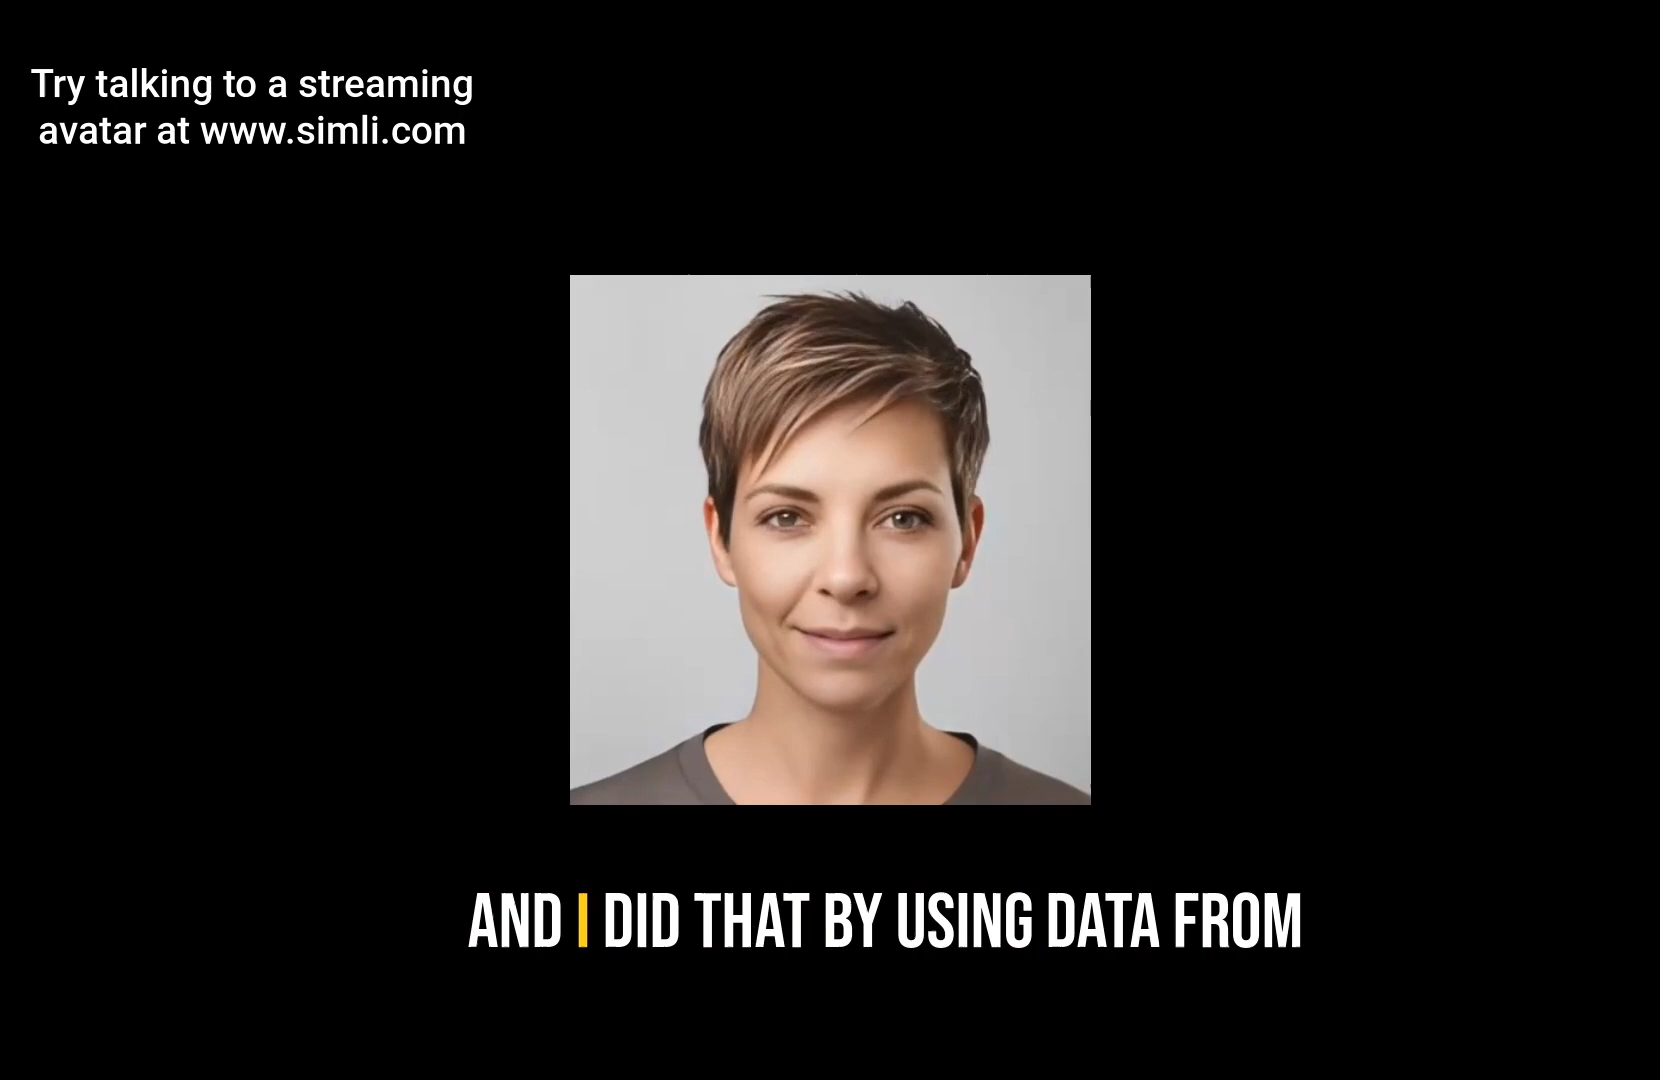 Try talking to a streaming
avatar at www.simli.com
AND I DID THAT BY USING DATA FROM